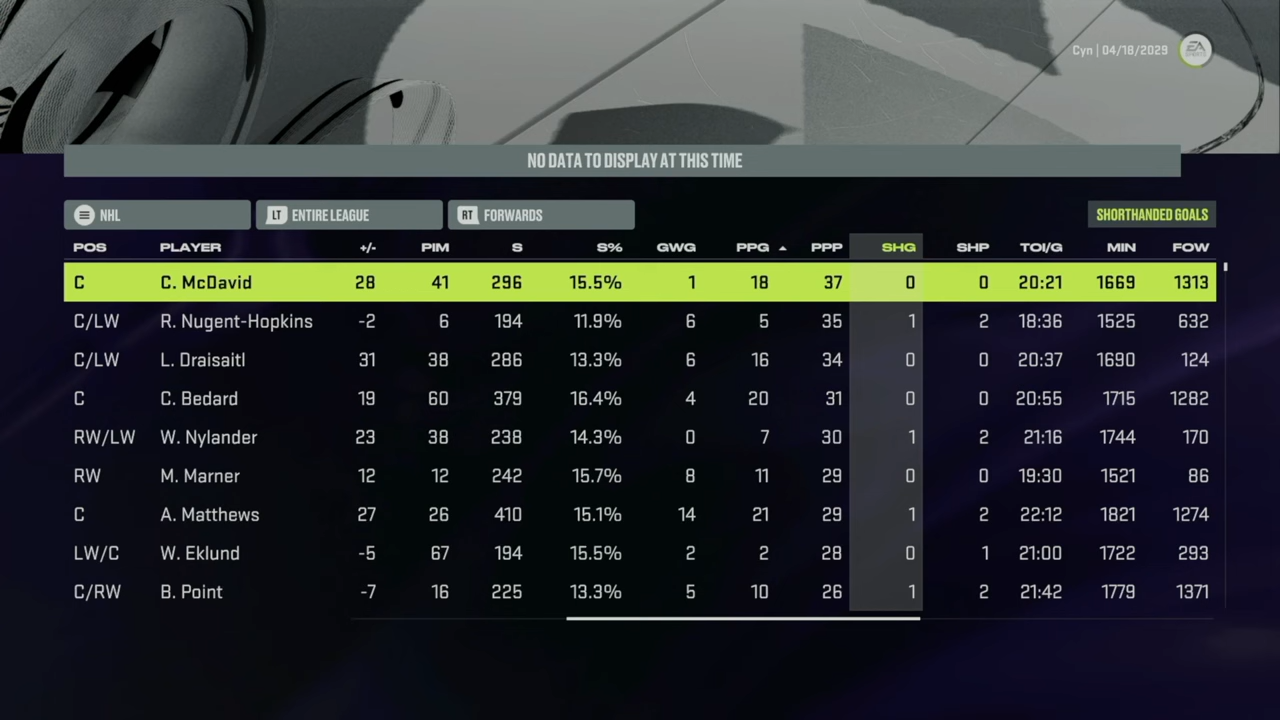 Cyn | 04/18/2029
NO DATA TO DISPLAY AT THIS TIME
NHL LT ENTIRE LEAGUE RT FORWARDS SHORTHANDED GOALS
POS PLAYER +/- PIM S S% GWG PPG PPP SHG SHP TOI/G MIN FOW
C C. McDavid 28 41 296 15.5% 1 18 37 0 0 20:21 1669 1313
C/LW R. Nugent-Hopkins -2 6 194 11.9% 6 5 35 1 2 18:36 1525 632
C/LW L. Draisaitl 31 38 286 13.3% 6 16 34 0 0 20:37 1690 124
C C. Bedard 19 60 379 16.4% 4 20 31 0 0 20:55 1715 1282
RW/LW W. Nylander 23 38 238 14.3% 0 7 30 1 2 21:16 1744 170
RW M. Marner 12 12 242 15.7% 8 11 29 0 0 19:30 1521 86
C A. Matthews 27 26 410 15.1% 14 21 29 1 2 22:12 1821 1274
LW/C W. Eklund -5 67 194 15.5% 2 2 28 0 1 21:00 1722 293
C/RW B. Point -7 16 225 13.3% 5 10 26 1 2 21:42 1779 1371